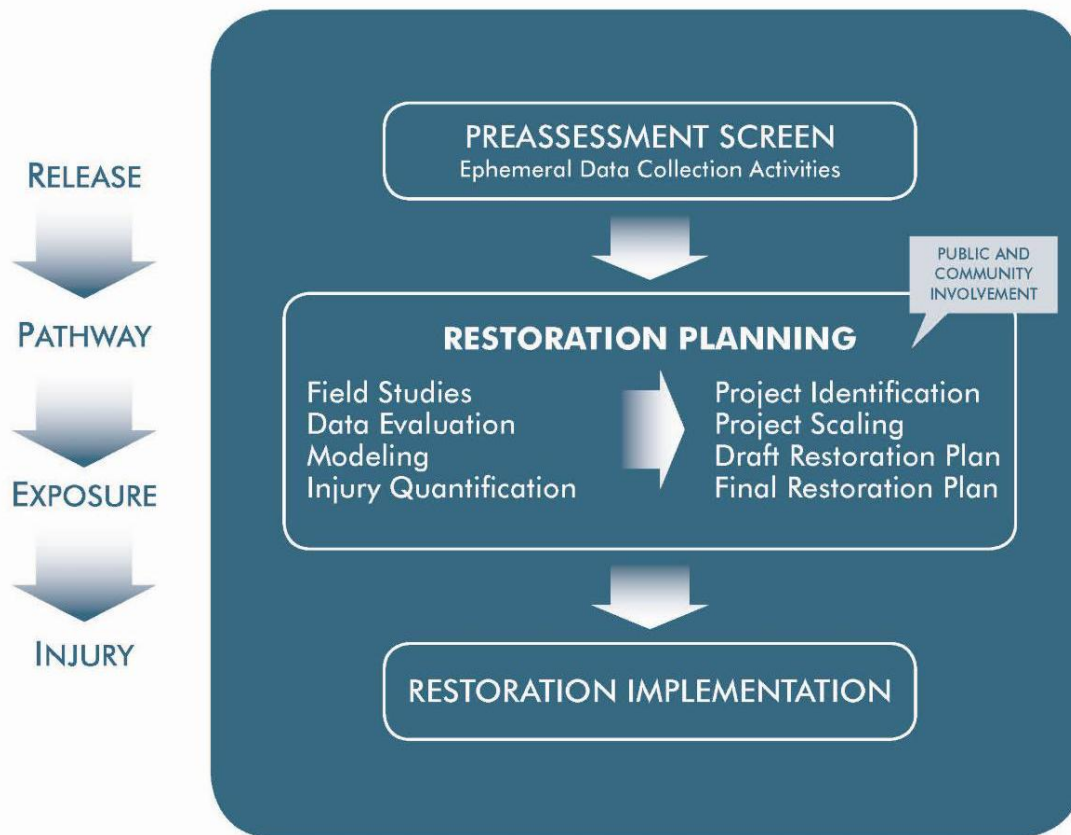 RELEASE
PATHWAY
EXPOSURE
INJURY
PREASSESSMENT SCREEN
Ephemeral Data Collection Activities
PUBLIC AND
COMMUNITY
INVOLVEMENT
RESTORATION PLANNING
Field Studies
Data Evaluation
Modeling
Injury Quantification
Project Identification
Project Scaling
Draft Restoration Plan
Final Restoration Plan
RESTORATION IMPLEMENTATION